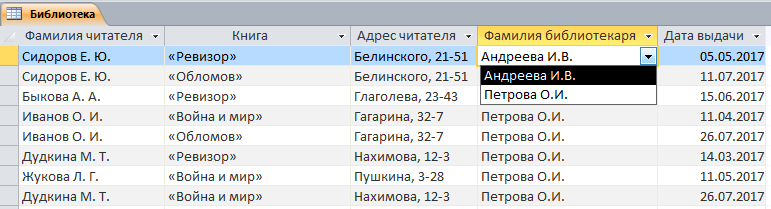 Библиотека
Фамилия читателя Книга Адрес читателя Фамилия библиотекаря Дата выдачи
Сидоров Е. Ю. «Ревизор» Белинского, 21-51 Андреева И.В. 05.05.2017
Сидоров Е. Ю. «Обломов» Белинского, 21-51 Андреева И.В. 11.07.2017
Быкова А. А. «Ревизор» Глаголева, 23-43 Петрова О.И. 15.06.2017
Иванов О. И. «Война и мир» Гагарина, 32-7 Петрова О.И. 11.04.2017
Иванов О. И. «Обломов» Гагарина, 32-7 Петрова О.И. 26.07.2017
Дудкина М. Т. «Ревизор» Нахимова, 12-3 Петрова О.И. 14.03.2017
Жукова Л. Г. «Война и мир» Пушкина, 3-28 Петрова О.И. 11.05.2017
Дудкина М. Т. «Война и мир» Нахимова, 12-3 Петрова О.И. 26.07.2017